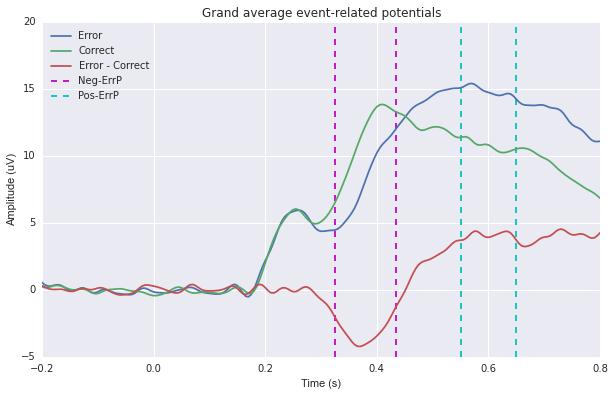 Grand average event-related potentials
Error
Correct
Error - Correct
Neg-ErrP
Pos-ErrP
Amplitude (uV)
20
15
10
5
0
−5
−0.2
0.0
0.2
0.4
0.6
0.8
Time (s)